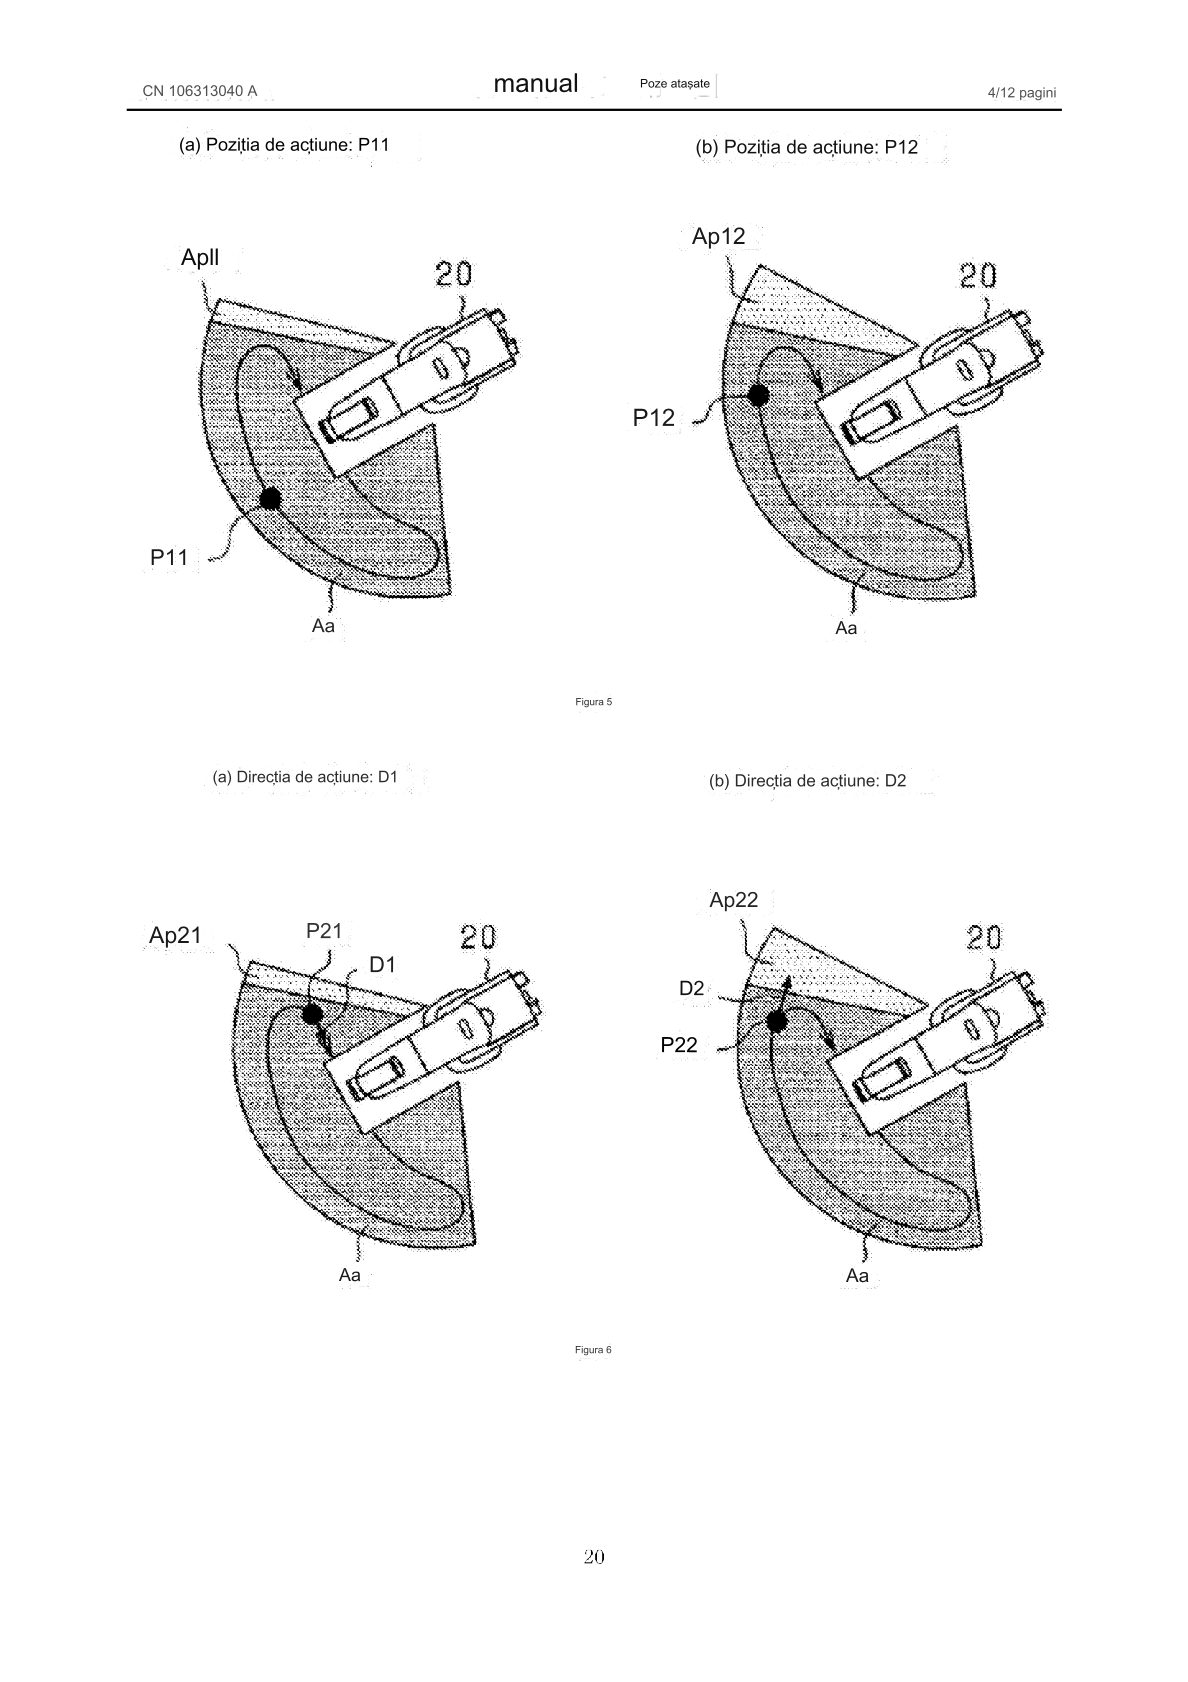 CN 106313040 A manual Poze atașate 4/12 pagini
(a) Poziția de acțiune: P11
(b) Poziția de acțiune: P12
Apll
20
P11
Aa
Ap12
20
P12
Aa
Figura 5
(a) Direcția de acțiune: D1
(b) Direcția de acțiune: D2
Ap21
P21
D1
20
Aa
Ap22
20
D2
P22
Aa
Figura 6
20